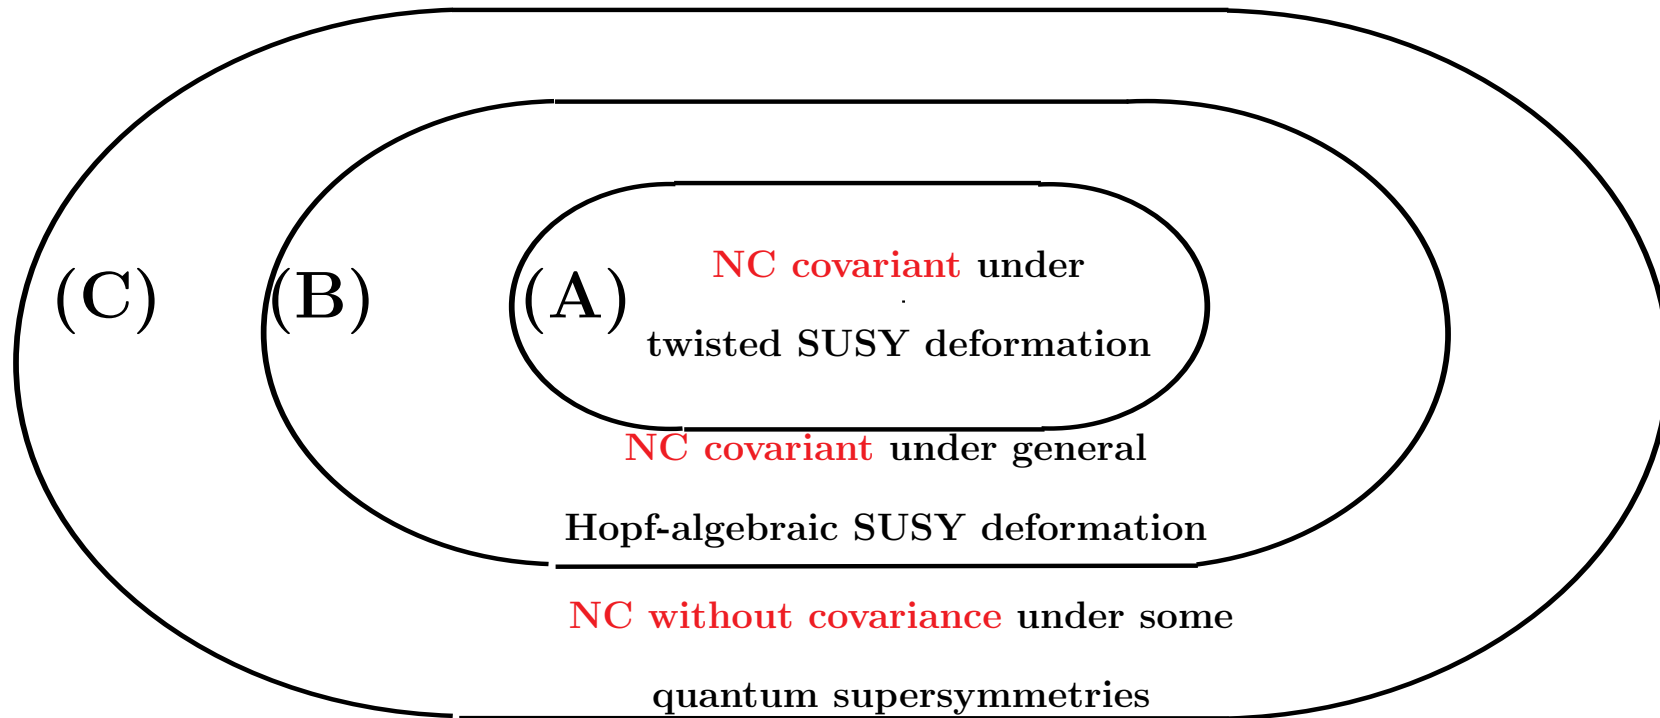 NC covariant under
(C) (B) (A)
twisted SUSY deformation
NC covariant under general
Hopf-algebraic SUSY deformation
NC without covariance under some
quantum supersymmetries